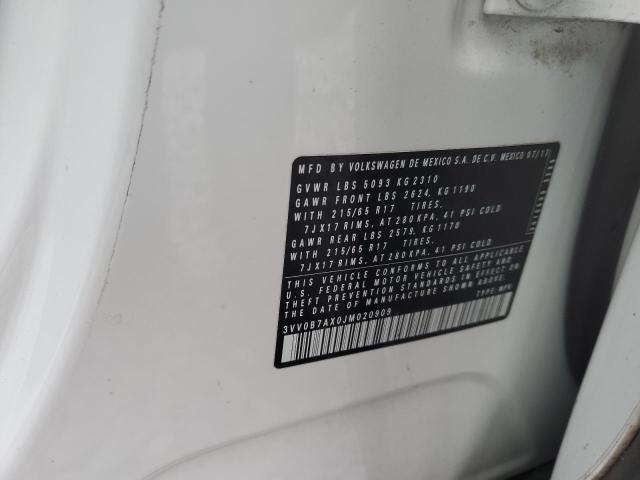 MFD BY VOLKSWAGEN DE MEXICO S.A. DE C.V. MEXICO 07/17
GVWR LBS 5093 KG 2310
GAWR FRONT LBS 2624, KG 1190
WITH 215/65 R17 TIRES.
7JX17 RIMS, AT 280 KPA, 41 PSI COLD
GAWR REAR LBS 2579, KG 1170
WITH 215/65 R17 TIRES.
7JX17 RIMS, AT 280 KPA, 41 PSI COLD
THIS VEHICLE CONFORMS TO ALL APPLICABLE
U.S. FEDERAL MOTOR VEHICLE SAFETY AND
THEFT PREVENTION STANDARDS IN EFFECT ON
THE DATE OF MANUFACTURE SHOWN ABOVE.
3VV0B7AX0JM020909 TYPE: MPV